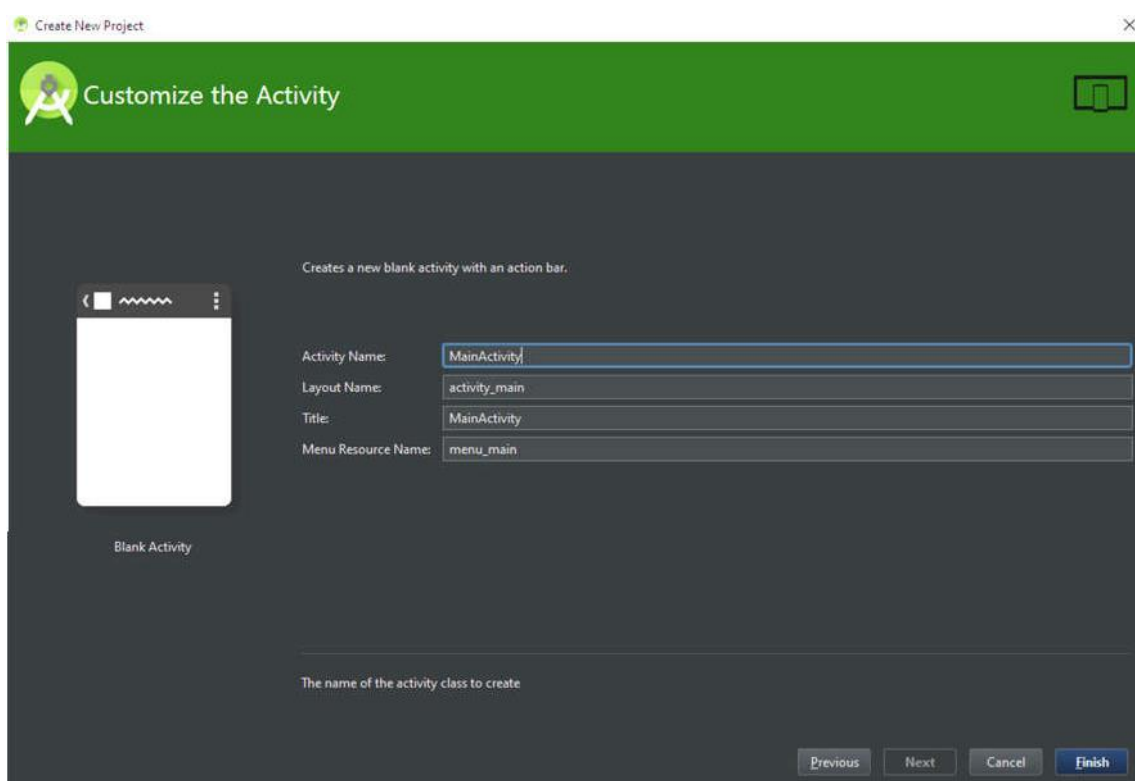 Create New Project
Customize the Activity
Creates a new blank activity with an action bar.
Activity Name: MainActivity
Layout Name: activity_main
Title: MainActivity
Menu Resource Name: menu_main
Blank Activity
The name of the activity class to create
Previous Next Cancel Finish